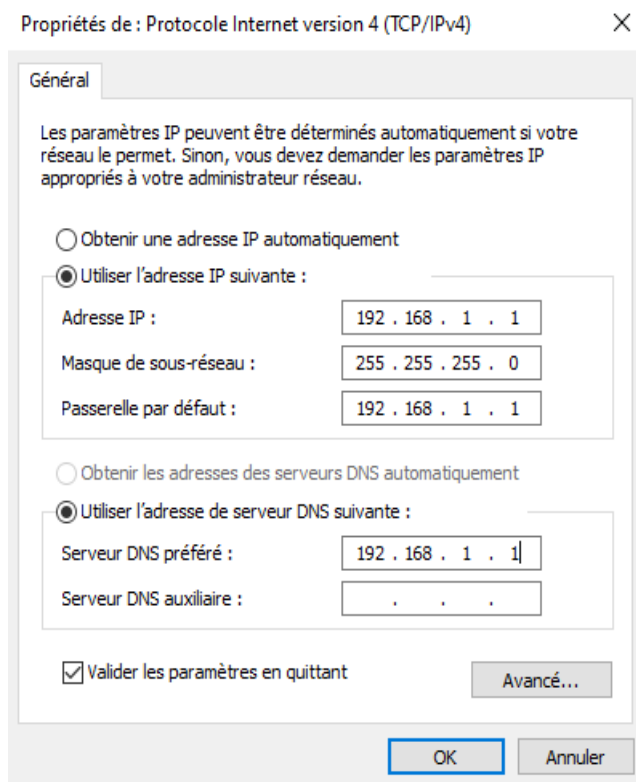 Propriétés de : Protocole Internet version 4 (TCP/IPv4)
Général
Les paramètres IP peuvent être déterminés automatiquement si votre
réseau le permet. Sinon, vous devez demander les paramètres IP
appropriés à votre administrateur réseau.
Obtenir une adresse IP automatiquement
Utiliser l'adresse IP suivante :
Adresse IP : 192 . 168 . 1 . 1
Masque de sous-réseau : 255 . 255 . 255 . 0
Passerelle par défaut : 192 . 168 . 1 . 1
Obtenir les adresses des serveurs DNS automatiquement
Utiliser l'adresse de serveur DNS suivante :
Serveur DNS préféré : 192 . 168 . 1 . 1
Serveur DNS auxiliaire : . . .
Valider les paramètres en quittant
Avancé...
OK Annuler